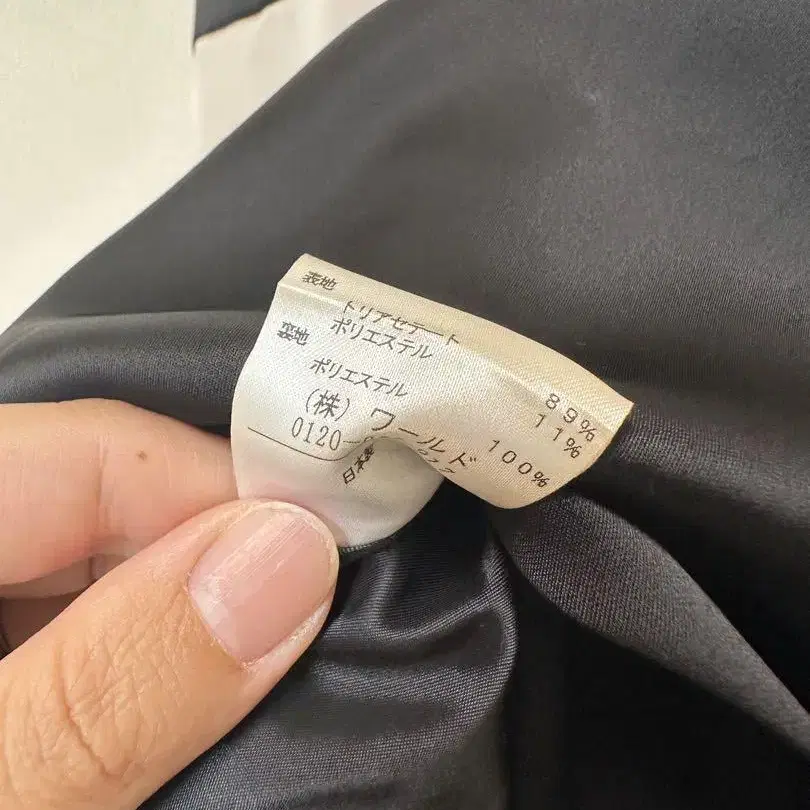 表地
トリアセテート 89%
ポリエステル 11%
裏地
ポリエステル 100%
(株) ワールド
0120-
日本製